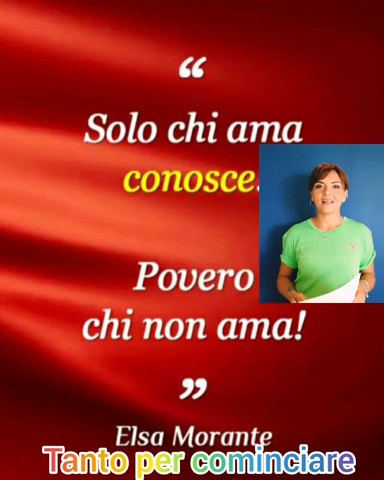 “
Solo chi ama
conosce.
Povero
chi non ama!
”
Elsa Morante
Tanto per cominciare